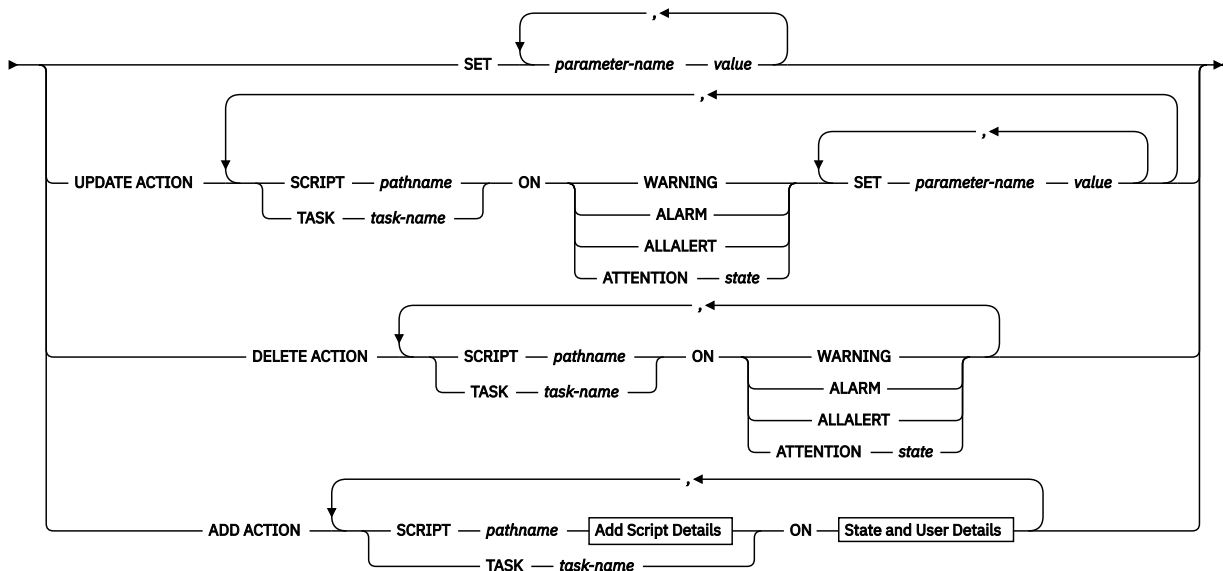 ,
SET parameter-name value
,
,
UPDATE ACTION SCRIPT pathname ON WARNING SET parameter-name value
TASK task-name ALARM
ALLALERT
ATTENTION state
,
DELETE ACTION SCRIPT pathname ON WARNING
TASK task-name ALARM
ALLALERT
ATTENTION state
,
ADD ACTION SCRIPT pathname Add Script Details ON State and User Details
TASK task-name